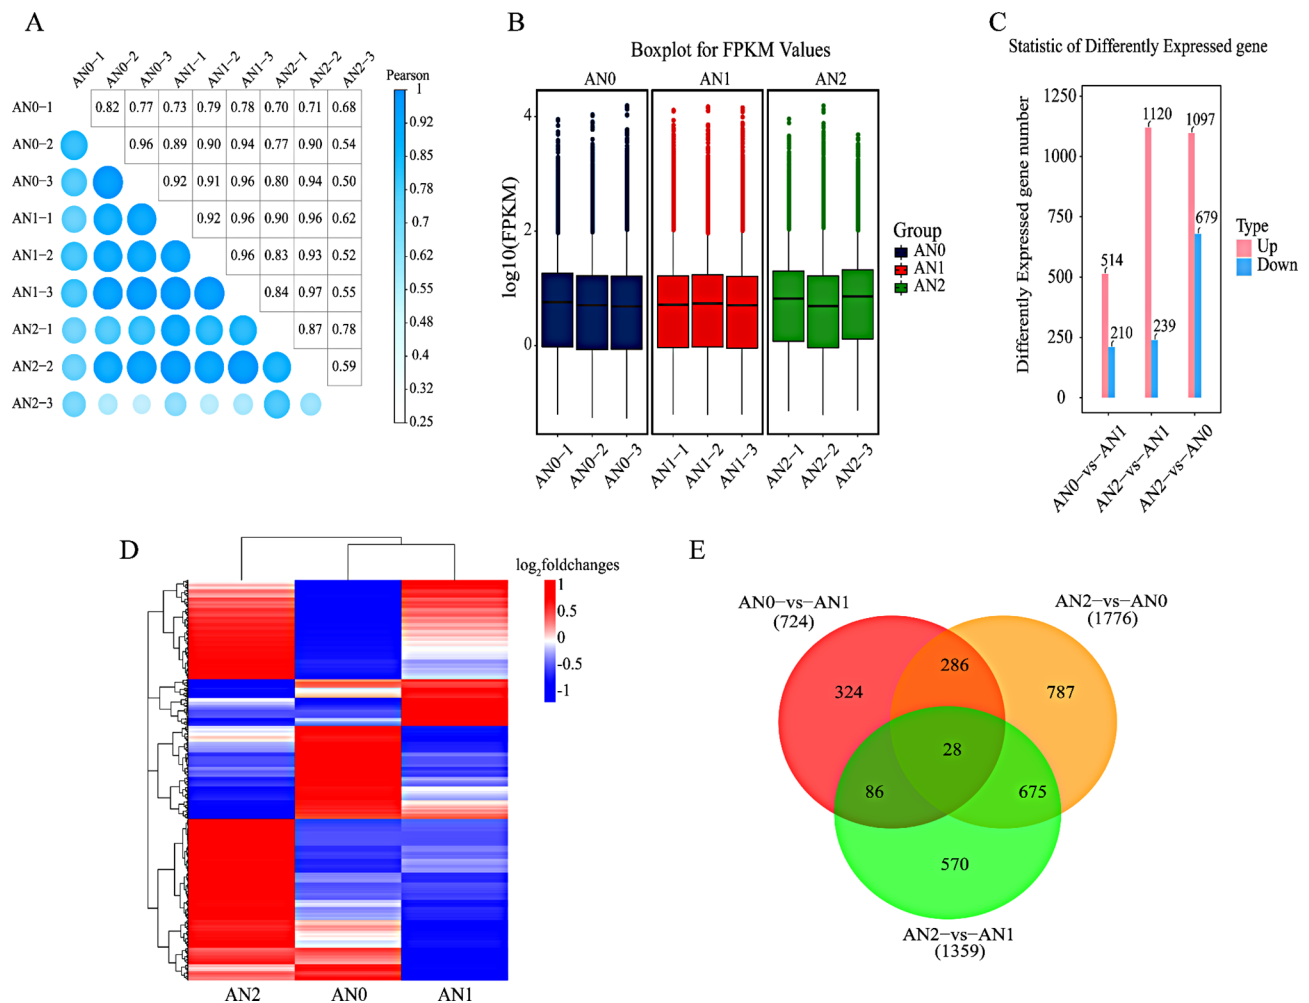 A
AN0−1 AN0−2 AN0−3 AN1−1 AN1−2 AN1−3 AN2−1 AN2−2 AN2−3
Pearson
AN0−1 0.82 0.77 0.73 0.79 0.78 0.70 0.71 0.68
AN0−2 0.96 0.89 0.90 0.94 0.77 0.90 0.54
AN0−3 0.92 0.91 0.96 0.80 0.94 0.50
AN1−1 0.92 0.96 0.90 0.96 0.62
AN1−2 0.96 0.83 0.93 0.52
AN1−3 0.84 0.97 0.55
AN2−1 0.87 0.78
AN2−2 0.59
AN2−3
1
0.92
0.85
0.78
0.7
0.62
0.55
0.48
0.4
0.32
0.25
B
Boxplot for FPKM Values
AN0 AN1 AN2
log10(FPKM)
4
2
0
AN0−1 AN0−2 AN0−3 AN1−1 AN1−2 AN1−3 AN2−1 AN2−2 AN2−3
Group
AN0
AN1
AN2
C
Statistic of Differently Expressed gene
Differently Expressed gene number
1250
1000
750
500
250
0
514
210
1120
239
1097
679
AN0−vs−AN1
AN2−vs−AN1
AN2−vs−AN0
Type
Up
Down
D
log2foldchanges
1
0.5
0
-0.5
-1
AN2 AN0 AN1
E
AN0−vs−AN1
(724)
AN2−vs−AN0
(1776)
286
324
787
28
86
675
570
AN2−vs−AN1
(1359)